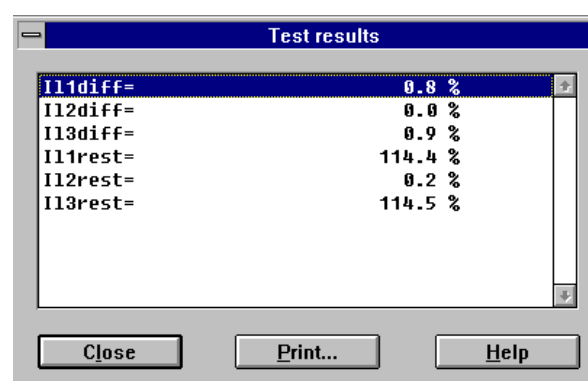 Test results
Il1diff= 0.8 %
Il2diff= 0.0 %
Il3diff= 0.9 %
Il1rest= 114.4 %
Il2rest= 0.2 %
Il3rest= 114.5 %
Close Print... Help